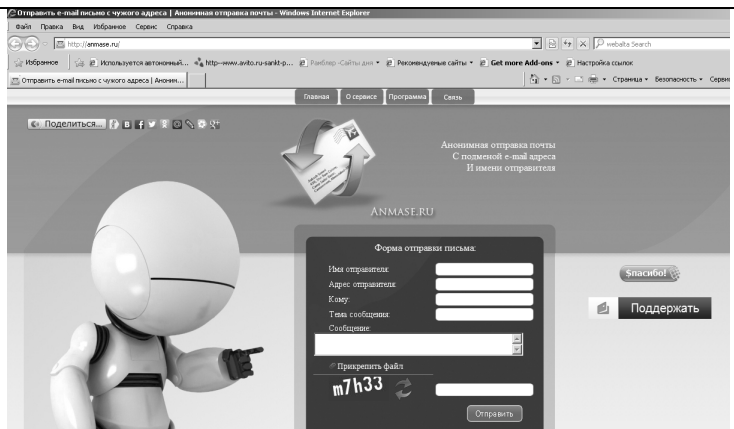 Отправить e-mail письмо с чужого адреса | Анонимная отправка почты - Windows Internet Explorer
Файл Правка Вид Избранное Сервис Справка
http://anmase.ru/
webalta Search
Избранное Используется автономный... http--www.avito.ru-sankt-p... Рамблер -Сайты дня Рекомендуемые сайты Get more Add-ons Настройка ссылок
Отправить e-mail письмо с чужого адреса | Аноним...
Страница Безопасность Сервис
Главная О сервисе Программа Связь
Поделиться...
Анонимная отправка почты
С подменой e-mail адреса
И имени отправителя
ANMASE.RU
Форма отправки письма:
Имя отправителя:
Адрес отправителя:
Кому:
Тема сообщения:
Сообщение:
Прикрепить файл
m7h33
Отправить
$пасибо!
Поддержать